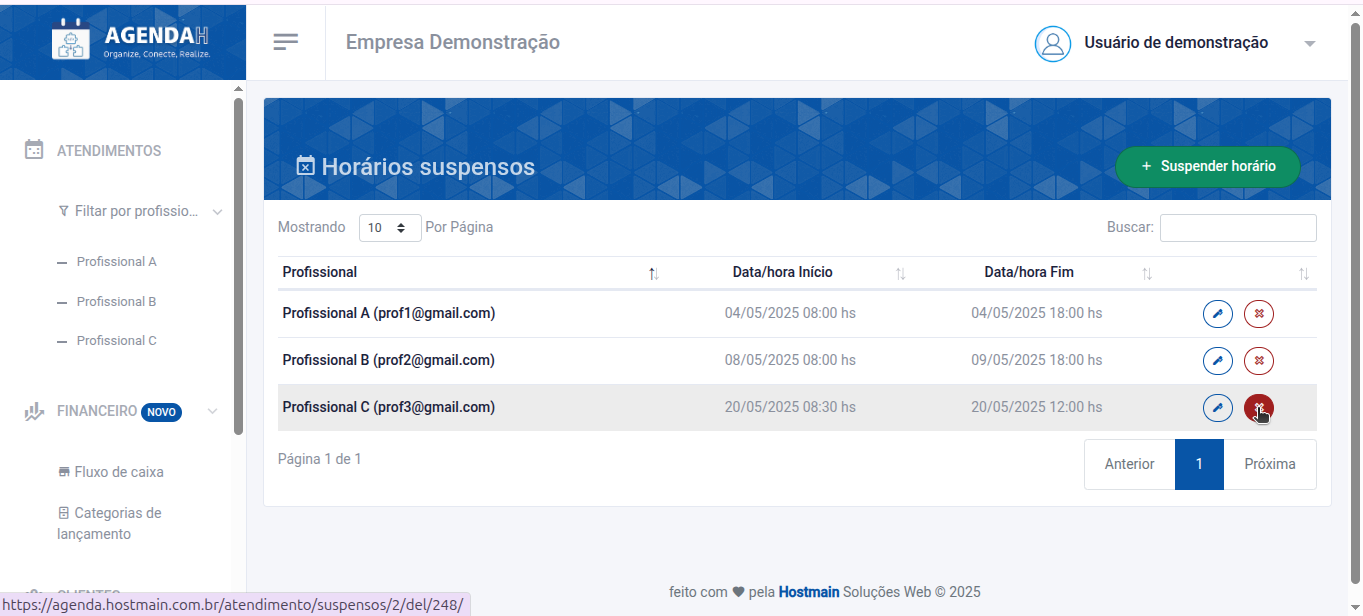 AGENDAH
Organize, Conecte, Realize.
Empresa Demonstração
Usuário de demonstração
ATENDIMENTOS
Filtar por profissio...
Profissional A
Profissional B
Profissional C
FINANCEIRO NOVO
Fluxo de caixa
Categorias de
lançamento
Horários suspensos
+ Suspender horário
Mostrando 10 Por Página
Buscar:
Profissional Data/hora Início Data/hora Fim
Profissional A (prof1@gmail.com) 04/05/2025 08:00 hs 04/05/2025 18:00 hs
Profissional B (prof2@gmail.com) 08/05/2025 08:00 hs 09/05/2025 18:00 hs
Profissional C (prof3@gmail.com) 20/05/2025 08:30 hs 20/05/2025 12:00 hs
Página 1 de 1
Anterior 1 Próxima
feito com ♥ pela Hostmain Soluções Web © 2025
https://agenda.hostmain.com.br/atendimento/suspensos/2/del/248/